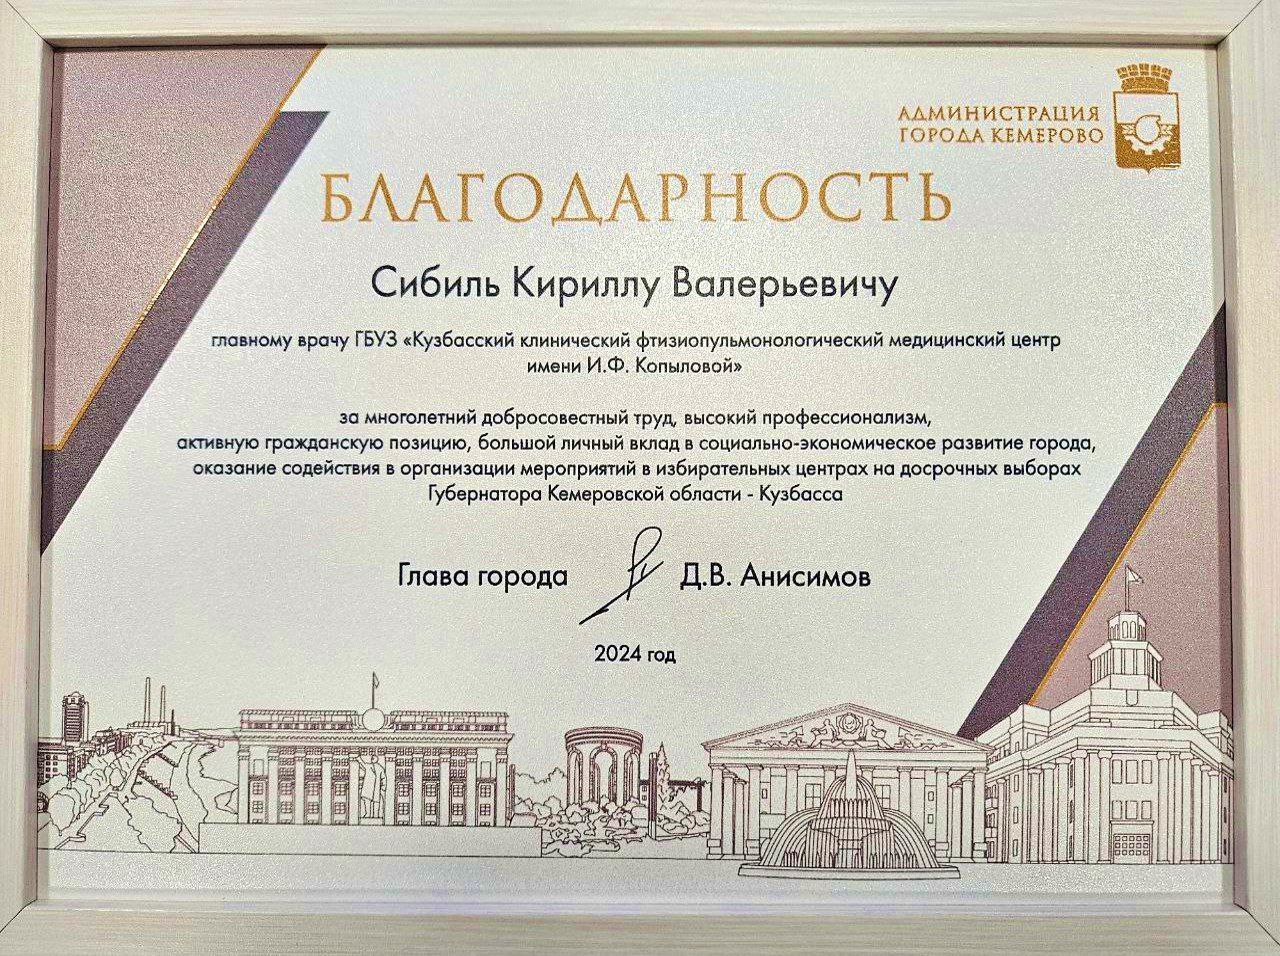 АДМИНИСТРАЦИЯ
ГОРОДА КЕМЕРОВО
БЛАГОДАРНОСТЬ
Сибиль Кириллу Валерьевичу
главному врачу ГБУЗ «Кузбасский клинический фтизиопульмонологический медицинский центр
имени И.Ф. Копыловой»
за многолетний добросовестный труд, высокий профессионализм,
активную гражданскую позицию, большой личный вклад в социально-экономическое развитие города,
оказание содействия в организации мероприятий в избирательных центрах на досрочных выборах
Губернатора Кемеровской области - Кузбасса
Глава города Д.В. Анисимов
2024 год